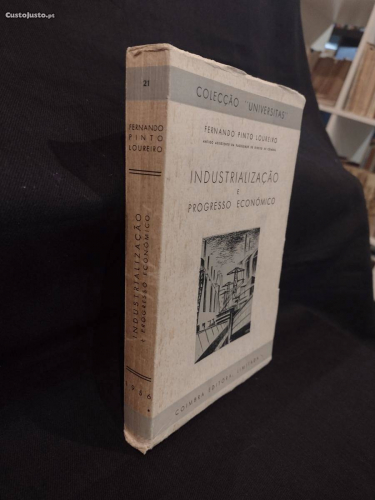 CustoJusto.pt
COLECÇÃO "UNIVERSITAS"
FERNANDO PINTO LOUREIRO
INDUSTRIALIZAÇÃO
E
PROGRESSO ECONÓMICO
COIMBRA EDITORA, LIMITADA
21
FERNANDO
PINTO
LOUREIRO
INDUSTRIALIZAÇÃO
E PROGRESSO ECONÓMICO